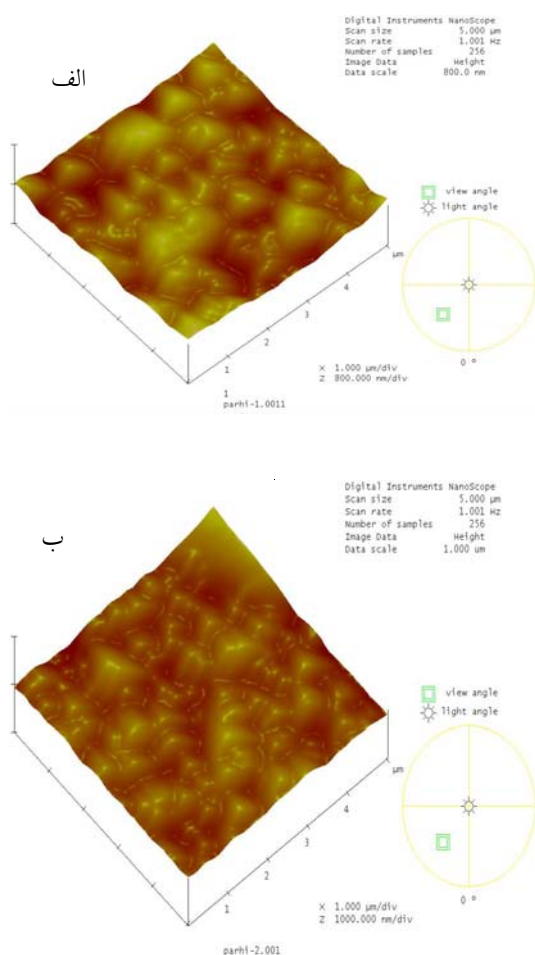 Digital Instruments NanoScope
Scan size 5.000 µm
Scan rate 1.001 Hz
Number of samples 256
Image Data Height
Data scale 800.0 nm
الف
view angle
light angle
µm
4
3
2
1
0 °
X 1.000 µm/div
Z 800.000 nm/div
1
parhi-1.0011
Digital Instruments NanoScope
Scan size 5.000 µm
Scan rate 1.001 Hz
Number of samples 256
Image Data Height
Data scale 1.000 um
ب
view angle
light angle
µm
4
3
2
1
0 °
X 1.000 µm/div
Z 1000.000 nm/div
parhi-2.001